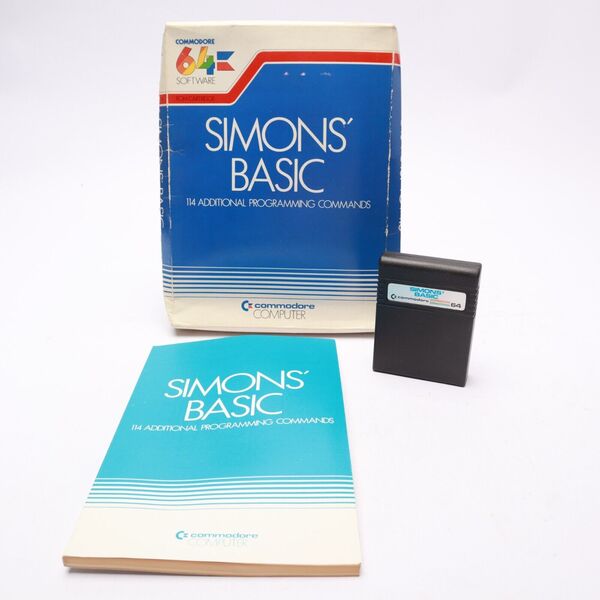 COMMODORE
64
SOFTWARE
ROM CARTRIDGE
SIMONS'
BASIC
114 ADDITIONAL PROGRAMMING COMMANDS
commodore
COMPUTER
SIMONS' BASIC
SIMONS'
BASIC
commodore
64
SIMONS'
BASIC
114 ADDITIONAL PROGRAMMING COMMANDS
commodore
COMPUTER